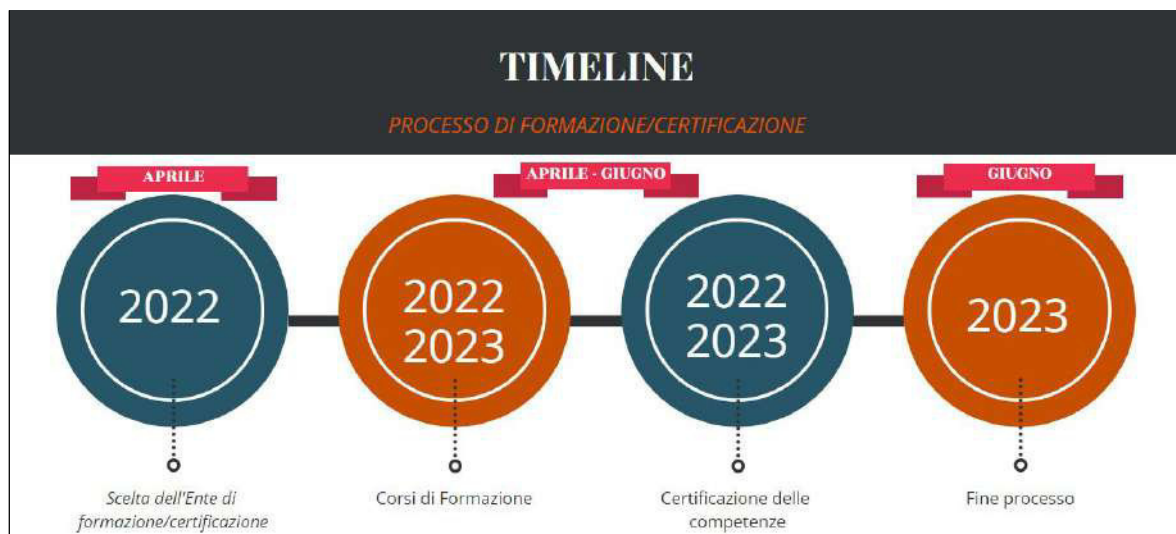 TIMELINE
PROCESSO DI FORMAZIONE/CERTIFICAZIONE
APRILE
APRILE - GIUGNO
GIUGNO
2022
2022
2023
2022
2023
2023
Scelta dell'Ente di
formazione/certificazione
Corsi di Formazione
Certificazione delle
competenze
Fine processo